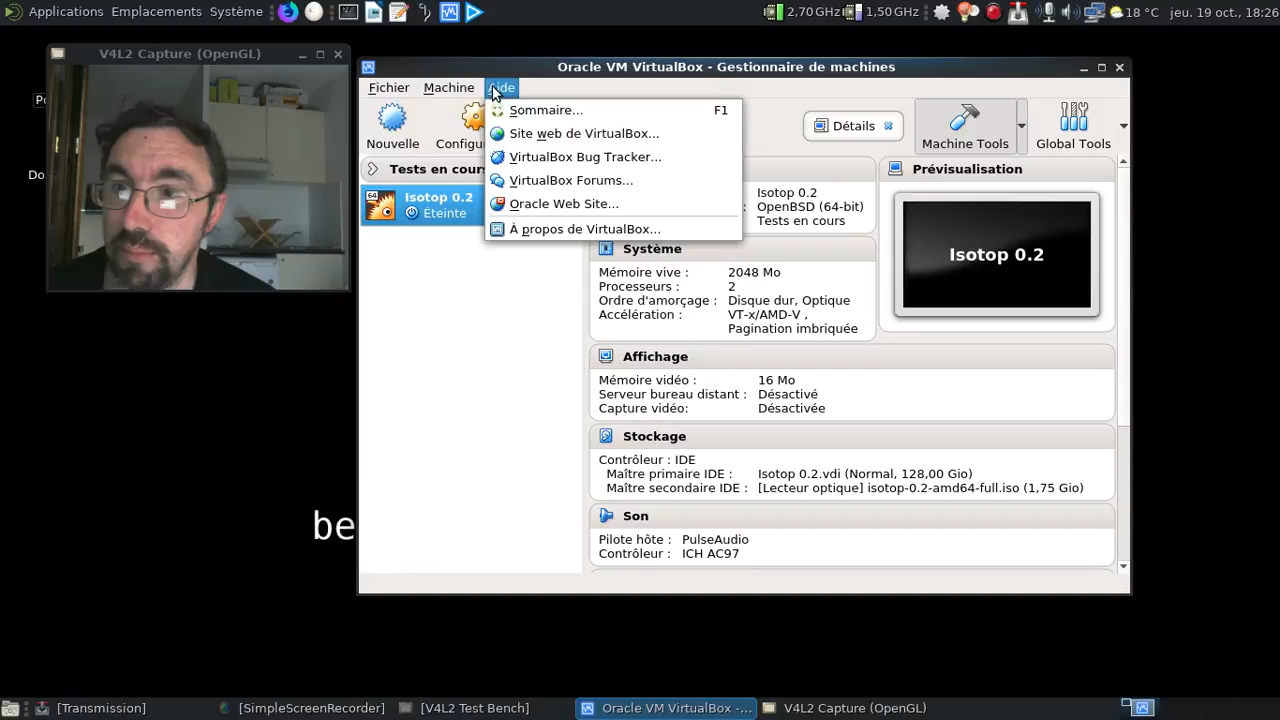 Applications Emplacements Système 2,70 GHz 1,50 GHz 18 °C jeu. 19 oct., 18:26
V4L2 Capture (OpenGL)
Oracle VM VirtualBox - Gestionnaire de machines
Fichier Machine Aide
Sommaire... F1
Site web de VirtualBox...
VirtualBox Bug Tracker...
VirtualBox Forums...
Oracle Web Site...
À propos de VirtualBox...
Nouvelle Configu
Détails
Machine Tools Global Tools
Tests en cours
64
Isotop 0.2
Éteinte
Isotop 0.2
OpenBSD (64-bit)
Tests en cours
Prévisualisation
Isotop 0.2
Système
Mémoire vive : 2048 Mo
Processeurs : 2
Ordre d'amorçage : Disque dur, Optique
Accélération : VT-x/AMD-V ,
Pagination imbriquée
Affichage
Mémoire vidéo : 16 Mo
Serveur bureau distant : Désactivé
Capture vidéo: Désactivée
Stockage
Contrôleur : IDE
Maître primaire IDE : Isotop 0.2.vdi (Normal, 128,00 Gio)
Maître secondaire IDE : [Lecteur optique] isotop-0.2-amd64-full.iso (1,75 Gio)
Son
Pilote hôte : PulseAudio
Contrôleur : ICH AC97
Po
Do
be
[Transmission] [SimpleScreenRecorder] [V4L2 Test Bench] Oracle VM VirtualBox -... V4L2 Capture (OpenGL)